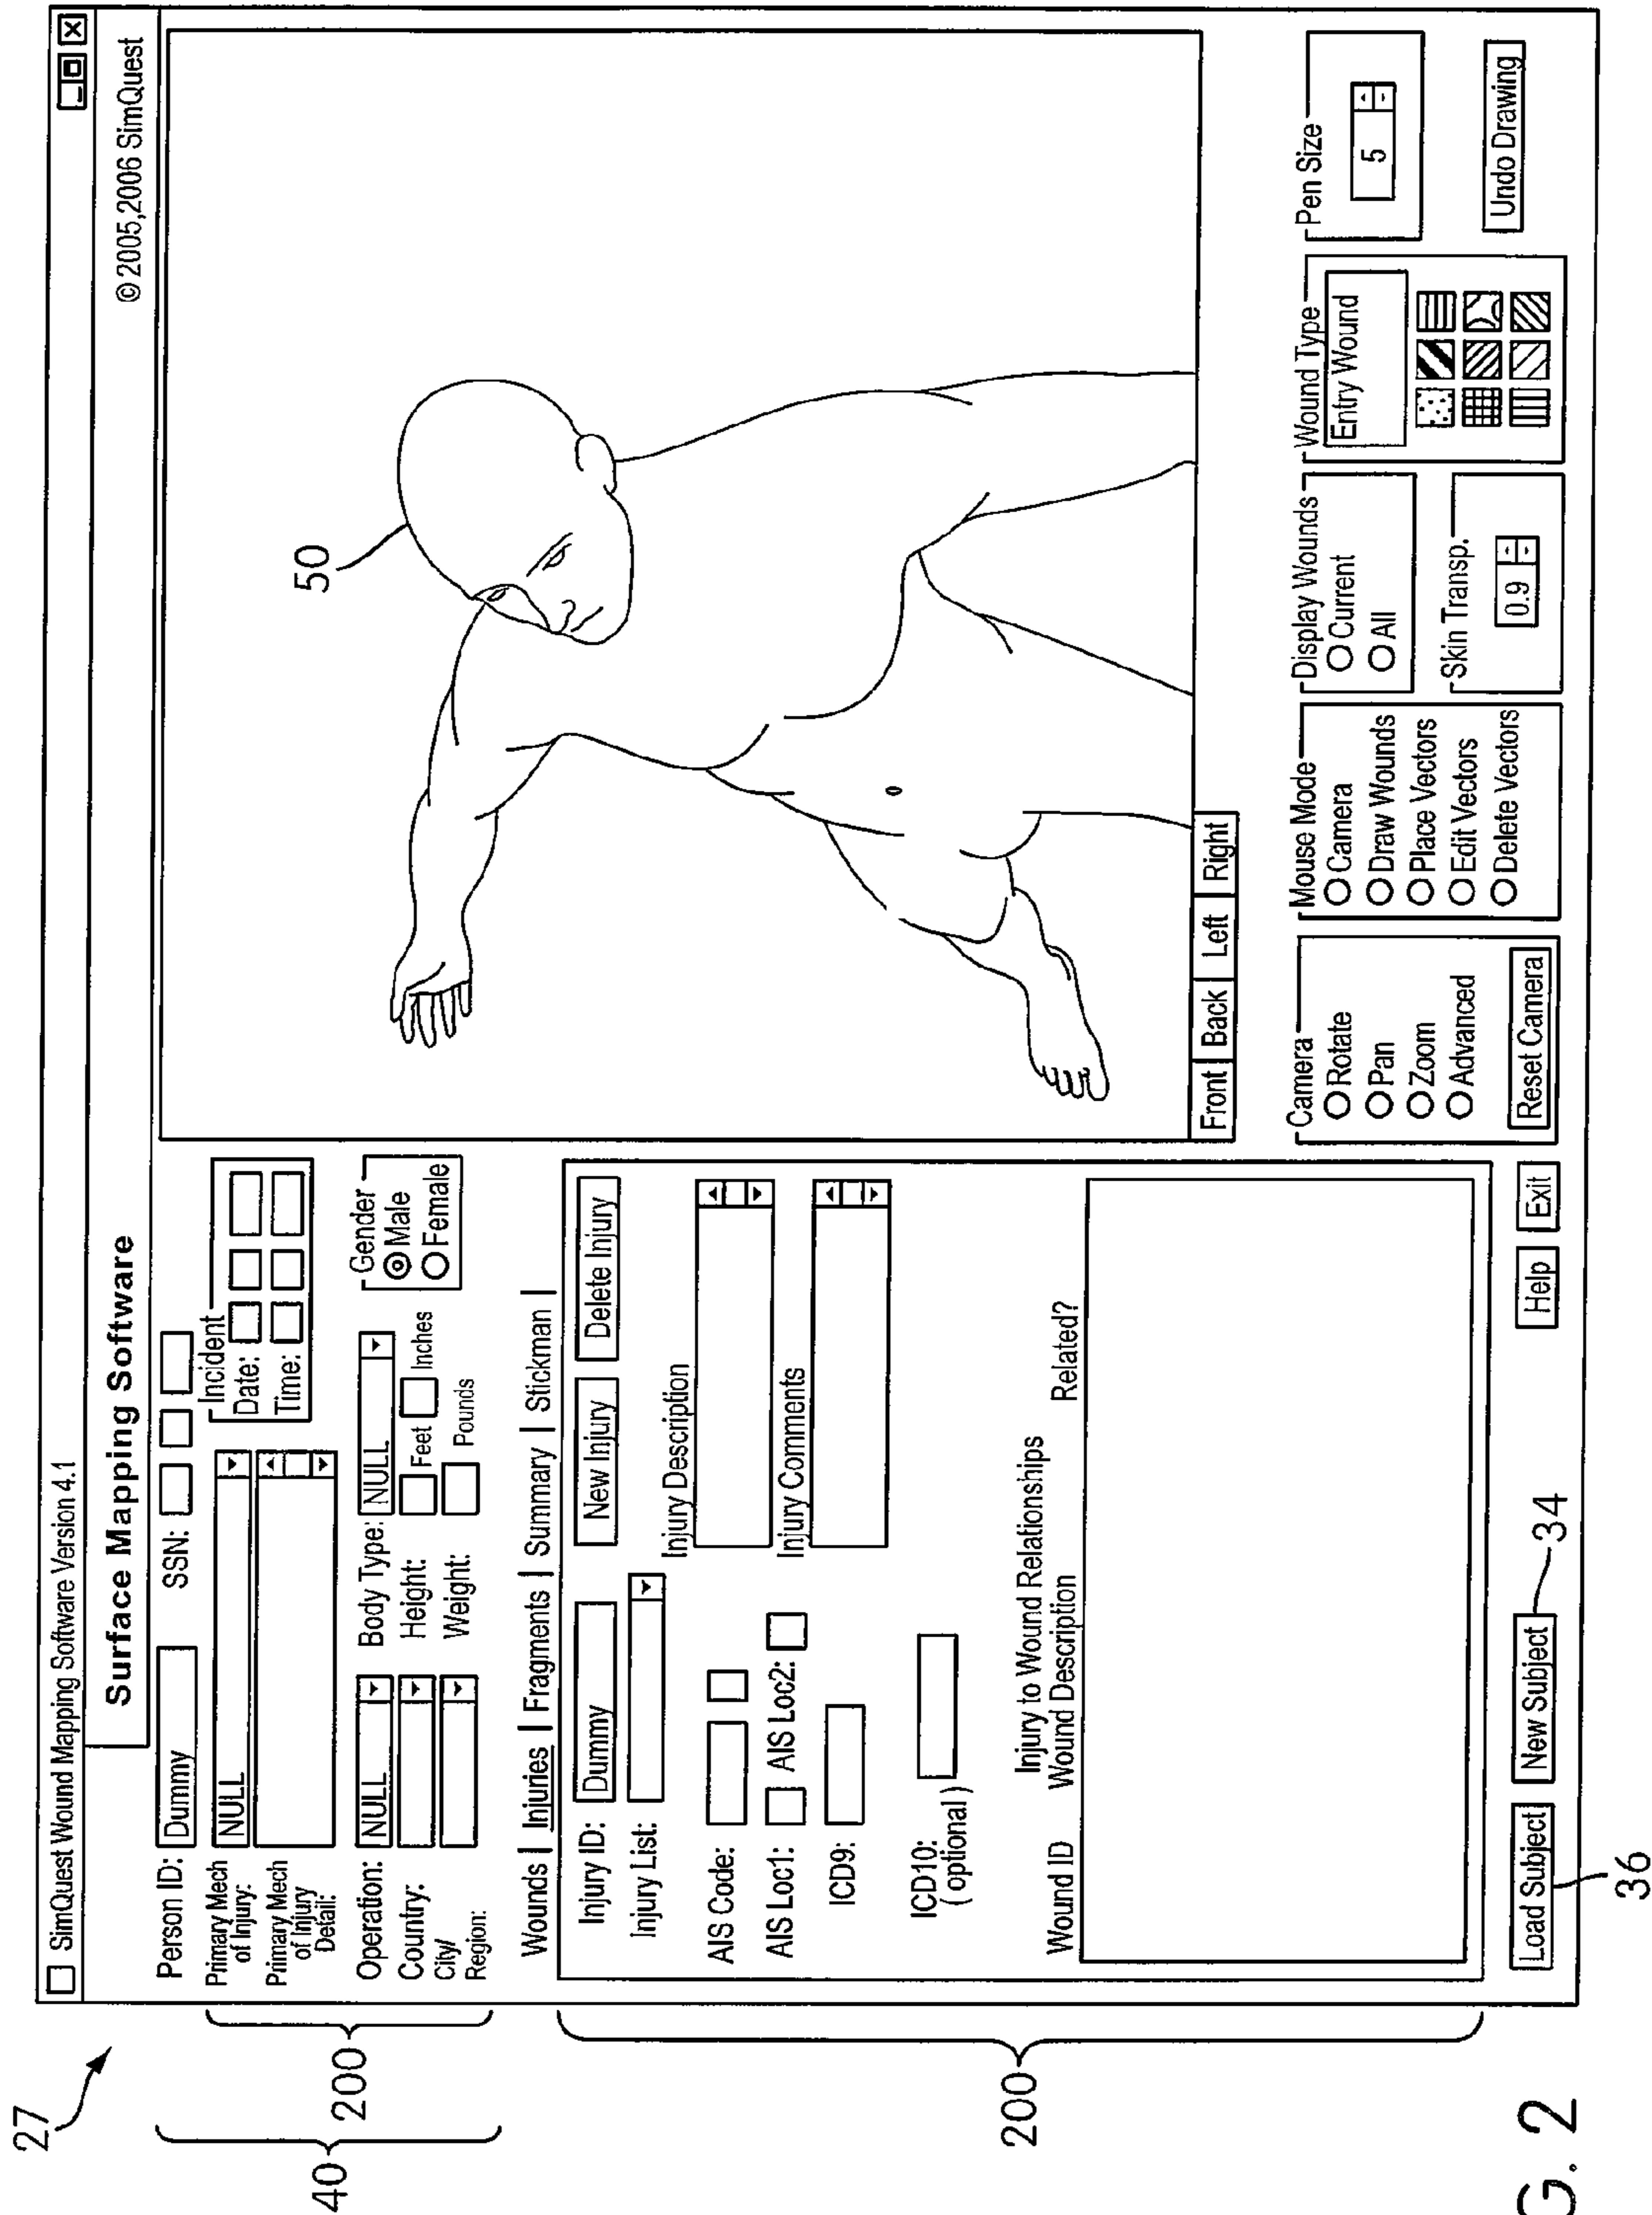 27
SimQuest Wound Mapping Software Version 4.1
Surface Mapping Software
© 2005,2006 SimQuest
40
200
Person ID: Dummy SSN:
Primary Mech of Injury: NULL
Primary Mech of Injury Detail:
Incident
Date:
Time:
Operation: NULL
Country:
City/
Region:
Body Type: NULL
Height: Feet Inches
Weight: Pounds
Gender
Male
Female
Wounds | Injuries | Fragments | Summary | Stickman |
200
Injury ID: Dummy New Injury Delete Injury
Injury List:
Injury Description
AIS Code:
AIS Loc1: AIS Loc2:
Injury Comments
ICD9:
ICD10:
( optional )
Injury to Wound Relationships
Wound ID Wound Description Related?
50
Front Back Left Right
Camera
Rotate
Pan
Zoom
Advanced
Reset Camera
Mouse Mode
Camera
Draw Wounds
Place Vectors
Edit Vectors
Delete Vectors
Display Wounds
Current
All
Skin Transp.
0.9
Wound Type
Entry Wound
Pen Size
5
Undo Drawing
Load Subject New Subject Help Exit
36
34
G. 2